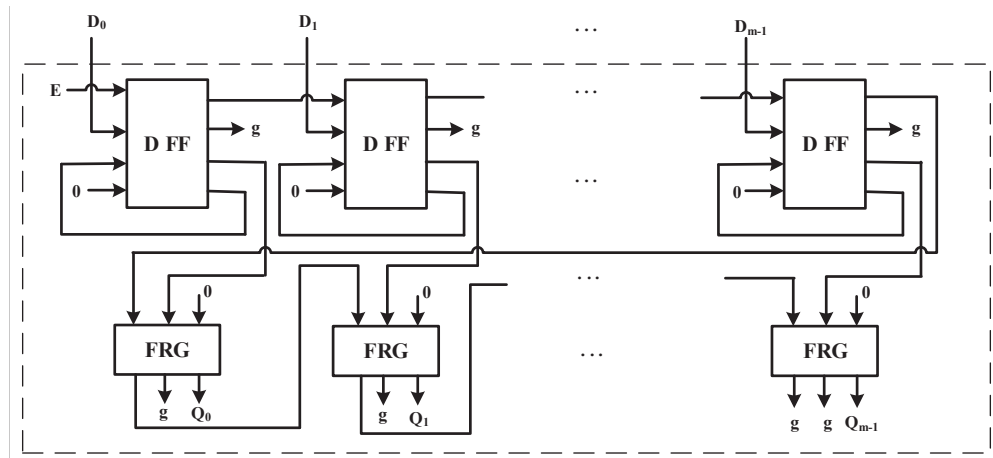 D₀ D₁ ... Dₘ₋₁
E
D FF g D FF g ... D FF g
0 0 ... 0
...
0 0 0
FRG FRG ... FRG
g Q₀ g Q₁ g g Qₘ₋₁